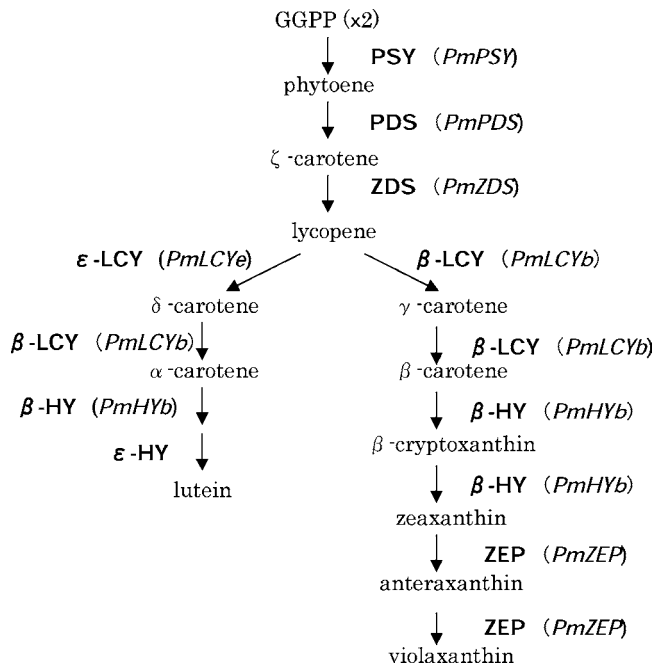 GGPP (×2)
PSY (PmPSY)
phytoene
PDS (PmPDS)
ζ-carotene
ZDS (PmZDS)
lycopene
ε-LCY (PmLCYe) β-LCY (PmLCYb)
δ-carotene γ-carotene
β-LCY (PmLCYb) β-LCY (PmLCYb)
α-carotene β-carotene
β-HY (PmHYb) β-HY (PmHYb)
ε-HY β-cryptoxanthin
lutein β-HY (PmHYb)
zeaxanthin
ZEP (PmZEP)
anteraxanthin
ZEP (PmZEP)
violaxanthin